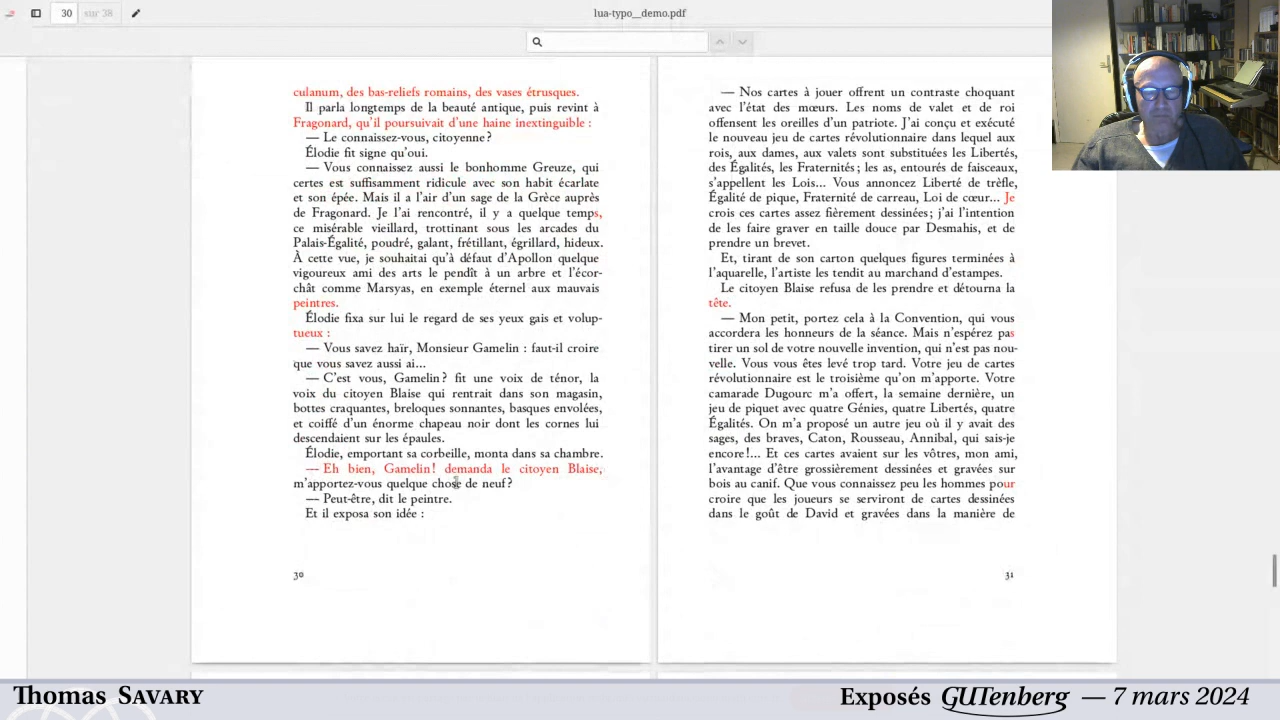 30 sur 38
lua-typo_demo.pdf
culanum, des bas-reliefs romains, des vases étrusques.
Il parla longtemps de la beauté antique, puis revint à
Fragonard, qu’il poursuivait d’une haine inextinguible :
— Le connaissez-vous, citoyenne ?
Élodie fit signe qu’oui.
— Vous connaissez aussi le bonhomme Greuze, qui
certes est suffisamment ridicule avec son habit écarlate
et son épée. Mais il a l’air d’un sage de la Grèce auprès
de Fragonard. Je l’ai rencontré, il y a quelque temps,
ce misérable vieillard, trottinant sous les arcades du
Palais-Égalité, poudré, galant, frétillant, égrillard, hideux.
À cette vue, je souhaitai qu’à défaut d’Apollon quelque
vigoureux ami des arts le pendît à un arbre et l’écor-
chât comme Marsyas, en exemple éternel aux mauvais
peintres.
Élodie fixa sur lui le regard de ses yeux gais et volup-
tueux :
— Vous savez haïr, Monsieur Gamelin : faut-il croire
que vous savez aussi ai...
— C’est vous, Gamelin ? fit une voix de ténor, la
voix du citoyen Blaise qui rentrait dans son magasin,
bottes craquantes, breloques sonnantes, basques envolées,
et coiffé d’un énorme chapeau noir dont les cornes lui
descendaient sur les épaules.
Élodie, emportant sa corbeille, monta dans sa chambre.
— Eh bien, Gamelin ! demanda le citoyen Blaise,
m’apportez-vous quelque chose de neuf ?
— Peut-être, dit le peintre.
Et il exposa son idée :
30
— Nos cartes à jouer offrent un contraste choquant
avec l’état des mœurs. Les noms de valet et de roi
offensent les oreilles d’un patriote. J’ai conçu et exécuté
le nouveau jeu de cartes révolutionnaire dans lequel aux
rois, aux dames, aux valets sont substituées les Libertés,
des Égalités, les Fraternités ; les as, entourés de faisceaux,
s’appellent les Lois... Vous annoncez Liberté de trèfle,
Égalité de pique, Fraternité de carreau, Loi de cœur... Je
crois ces cartes assez fièrement dessinées ; j’ai l’intention
de les faire graver en taille douce par Desmahis, et de
prendre un brevet.
Et, tirant de son carton quelques figures terminées à
l’aquarelle, l’artiste les tendit au marchand d’estampes.
Le citoyen Blaise refusa de les prendre et détourna la
tête.
— Mon petit, portez cela à la Convention, qui vous
accordera les honneurs de la séance. Mais n’espérez pas
tirer un sol de votre nouvelle invention, qui n’est pas nou-
velle. Vous vous êtes levé trop tard. Votre jeu de cartes
révolutionnaire est le troisième qu’on m’apporte. Votre
camarade Dugourc m’a offert, la semaine dernière, un
jeu de piquet avec quatre Génies, quatre Libertés, quatre
Égalités. On m’a proposé un autre jeu où il y avait des
sages, des braves, Caton, Rousseau, Annibal, qui sais-je
encore !... Et ces cartes avaient sur les vôtres, mon ami,
l’avantage d’être grossièrement dessinées et gravées sur
bois au canif. Que vous connaissez peu les hommes pour
croire que les joueurs se serviront de cartes dessinées
dans le goût de David et gravées dans la manière de
31
Thomas SAVARY
Exposés GUTenberg — 7 mars 2024